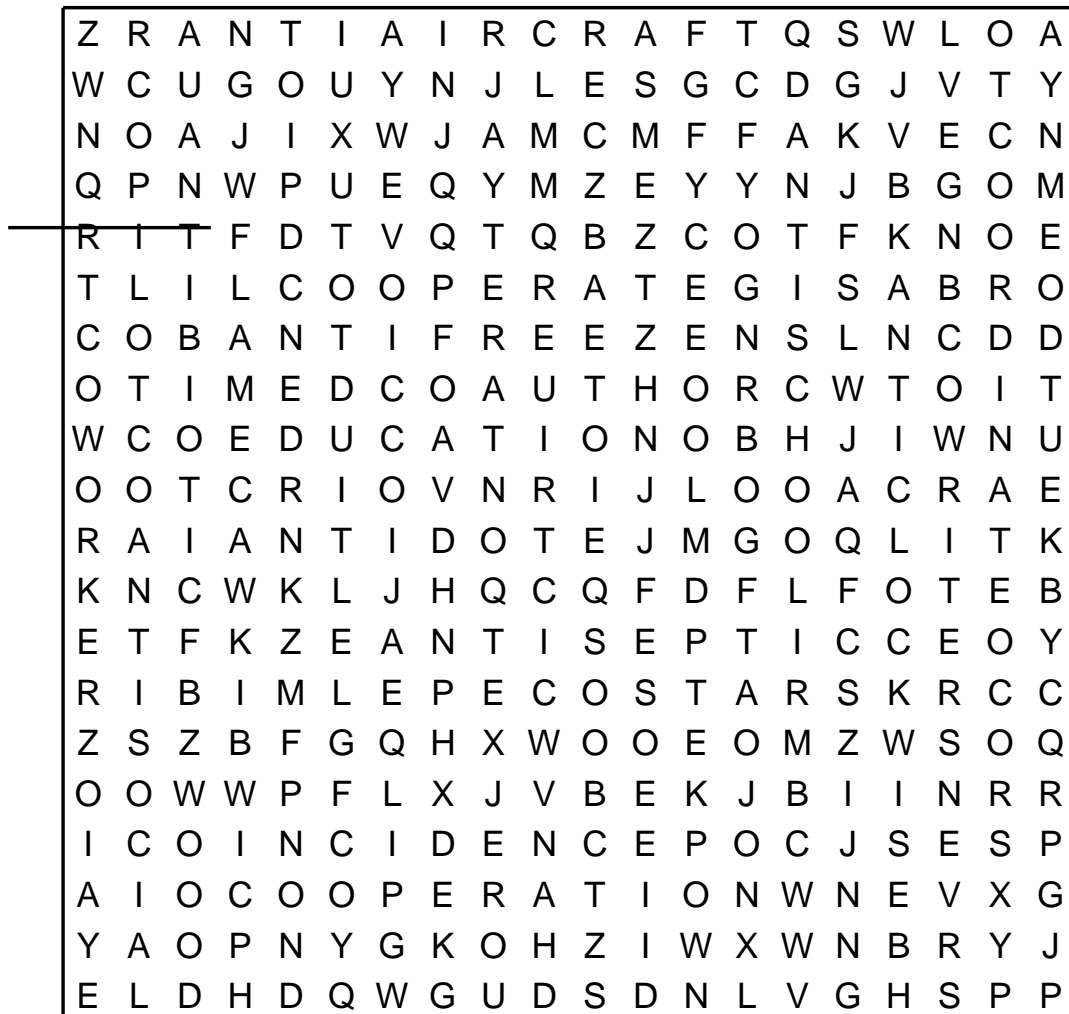 Z R A N T I A I R C R A F T Q S W L O A
W C U G O U Y N J L E S G C D G J V T Y
N O A J I X W J A M C M F F A K V E C N
Q P N W P U E Q Y M Z E Y Y N J B G O M
R I T F D T V Q T Q B Z C O T F K N O E
T L I L C O O P E R A T E G I S A B R O
C O B A N T I F R E E Z E N S L N C D D
O T I M E D C O A U T H O R C W T O I T
W C O E D U C A T I O N O B H J I W N U
O O T C R I O V N R I J L O O A C R A E
R A I A N T I D O T E J M G O Q L I T K
K N C W K L J H Q C Q F D F L F O T E B
E T F K Z E A N T I S E P T I C C E O Y
R I B I M L E P E C O S T A R S K R C C
Z S Z B F G Q H X W O O E O M Z W S O Q
O O W W P F L X J V B E K J B I I N R R
I C O I N C I D E N C E P O C J S E S P
A I O C O O P E R A T I O N W N E V X G
Y A O P N Y G K O H Z I W X W N B R Y J
E L D H D Q W G U D S D N L V G H S P P